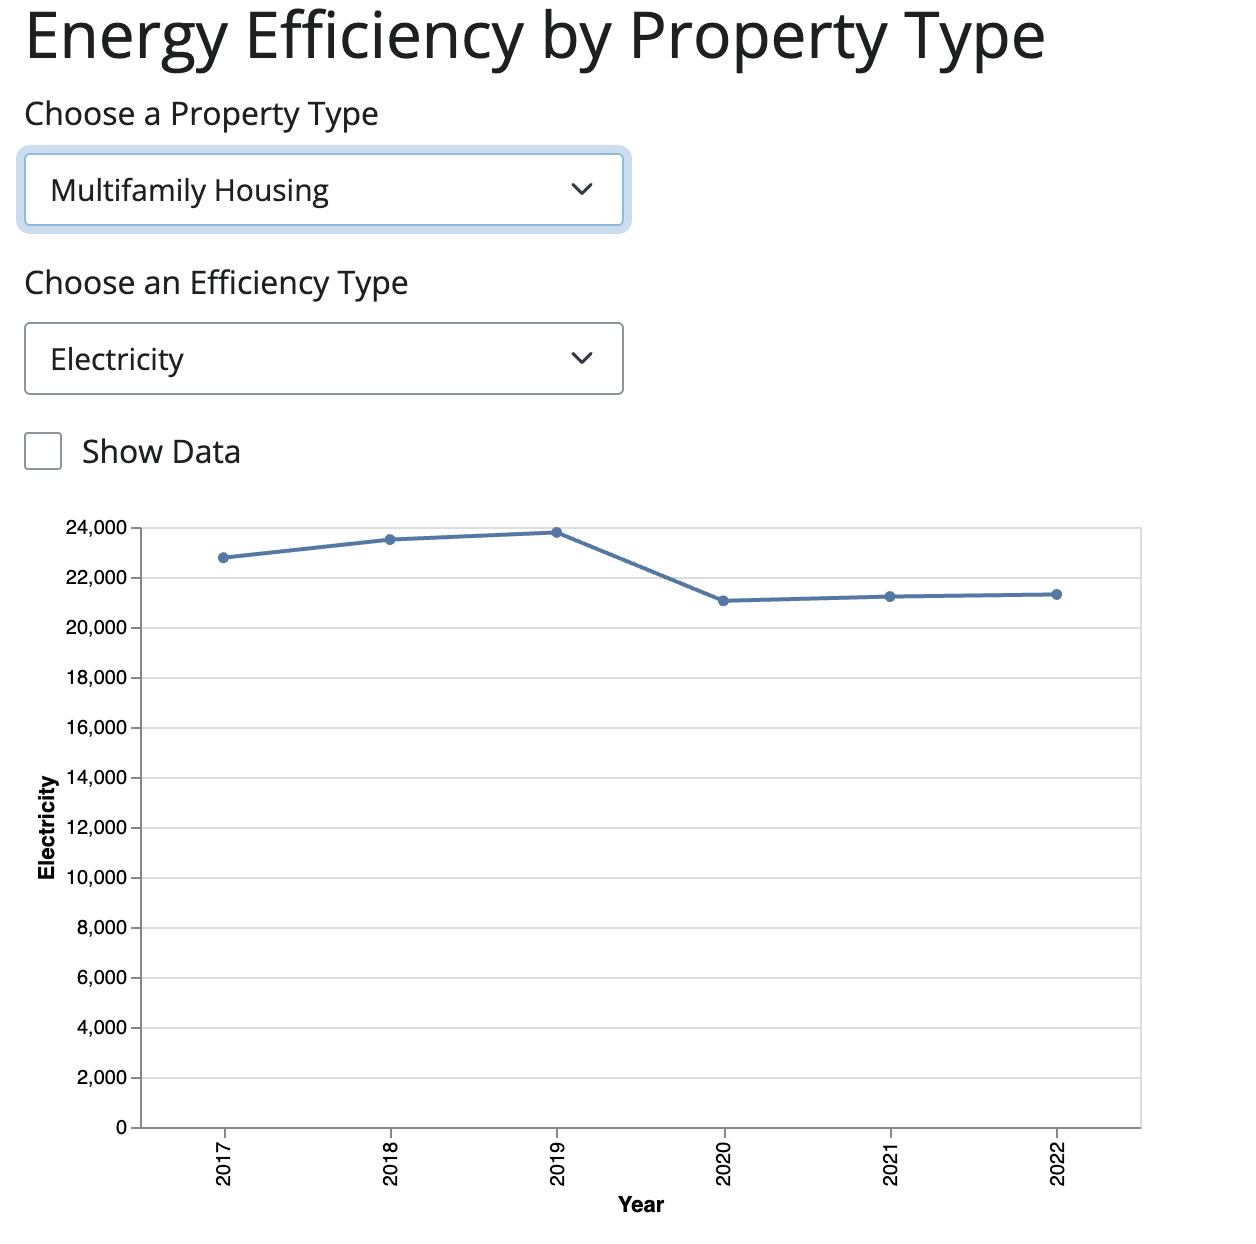 Energy Efficiency by Property Type
Choose a Property Type
Multifamily Housing
Choose an Efficiency Type
Electricity
Show Data
24,000
22,000
20,000
18,000
16,000
14,000
12,000
10,000
8,000
6,000
4,000
2,000
0
Electricity
2017
2018
2019
2020
2021
2022
Year